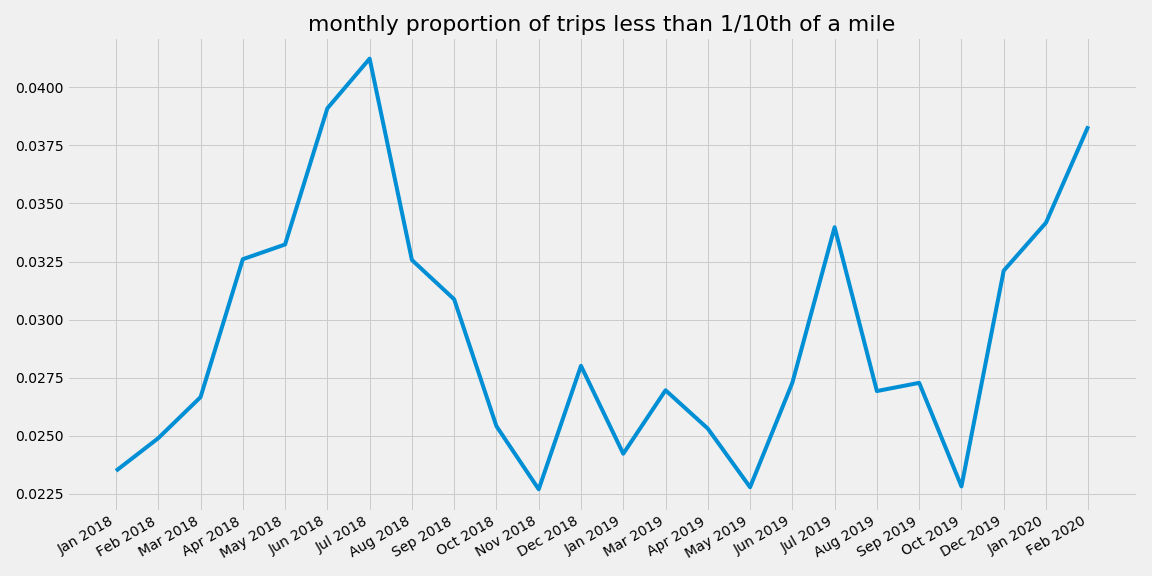 monthly proportion of trips less than 1/10th of a mile
0.0400
0.0375
0.0350
0.0325
0.0300
0.0275
0.0250
0.0225
Jan 2018
Feb 2018
Mar 2018
Apr 2018
May 2018
Jun 2018
Jul 2018
Aug 2018
Sep 2018
Oct 2018
Nov 2018
Dec 2018
Jan 2019
Mar 2019
Apr 2019
May 2019
Jun 2019
Jul 2019
Aug 2019
Sep 2019
Oct 2019
Dec 2019
Jan 2020
Feb 2020